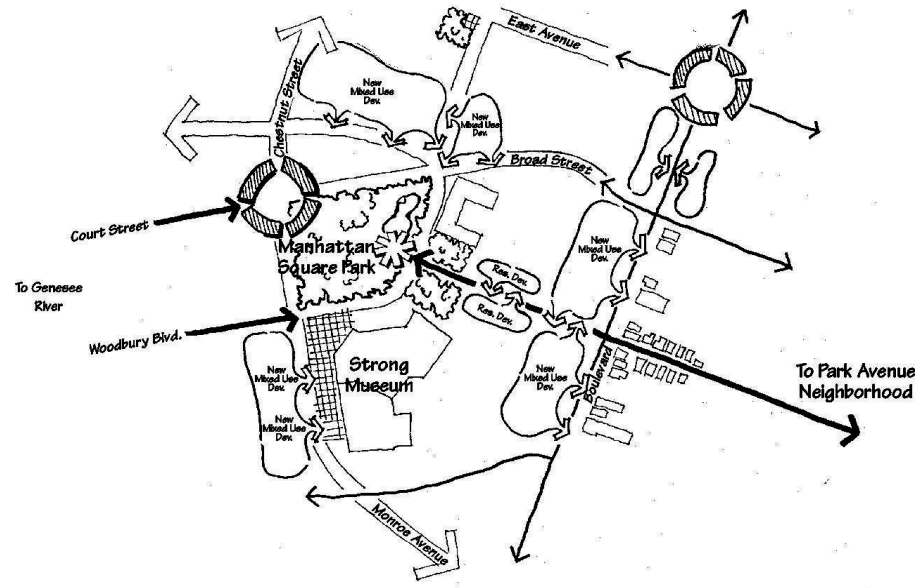 East Avenue
Chestnut Street
New
Mixed Use
Dev.
New
Mixed Use
Dev.
Broad Street
Court Street
Manhattan
Square Park
New
Mixed Use
Dev.
To Genesee
River
Res. Dev.
Res. Dev.
Woodbury Blvd.
Strong
Museum
New
Mixed Use
Dev.
New
Mixed Use
Dev.
Boulevard
To Park Avenue
Neighborhood
New
Mixed Use
Dev.
Monroe Avenue